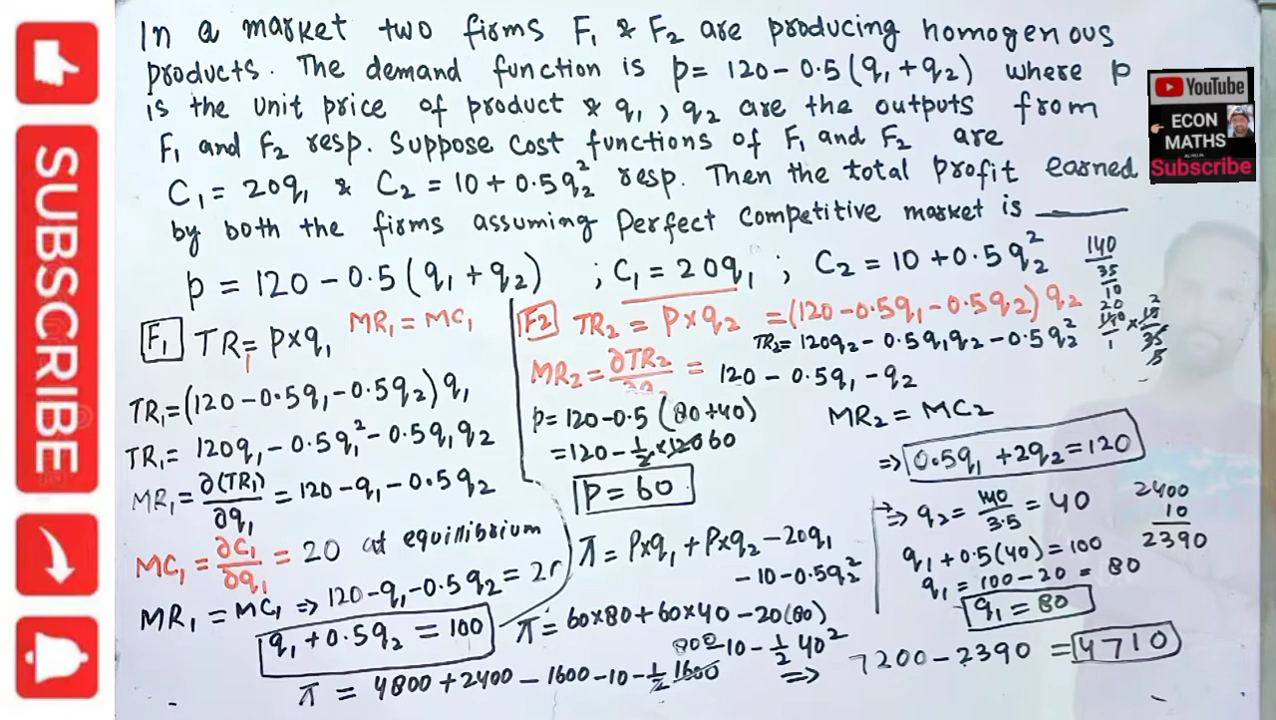 In a market two firms F₁ & F₂ are producing homogenous
products. The demand function is p= 120-0.5(q₁+q₂) where p
is the unit price of product & q₁, q₂ are the outputs from
F₁ and F₂ resp. Suppose cost functions of F₁ and F₂ are
C₁ = 20q₁ & C₂ = 10+0.5q₂² resp. Then the total profit earned
by both the firms assuming Perfect Competitive market is ____
YouTube
ECON
MATHS
Subscribe
SUBSCRIBE
p = 120-0.5(q₁+q₂) ; C₁=20q₁ ; C₂ = 10+0.5q₂²
F₁ TR₁= p×q₁ MR₁=MC₁
TR₁=(120-0.5q₁-0.5q₂)q₁
TR₁= 120q₁-0.5q₁²-0.5q₁q₂
MR₁=∂(TR₁)/∂q₁ = 120-q₁-0.5q₂
MC₁=∂C₁/∂q₁ = 20 at equilibrium
MR₁ = MC₁ ⇒ 120-q₁-0.5q₂=20
q₁+0.5q₂ = 100
F2 TR₂ = p×q₂ =(120-0.5q₁-0.5q₂)q₂
TR₂= 120q₂-0.5q₁q₂-0.5q₂²
MR₂=∂TR₂/∂q₂ = 120-0.5q₁-q₂
MR₂ = MC₂
⇒ 0.5q₁+2q₂=120
⇒ q₂= 140/3.5 = 40
q₁+0.5(40)=100
q₁=100-20 = 80
q₁=80
p=120-0.5(80+40)
=120-1/2×120 60
P=60
π= P×q₁+P×q₂-20q₁
-10-0.5q₂²
π= 60×80+60×40-20(80)
-10-1/2 40²
π = 4800+2400-1600-10-1/2 1600 800
⇒ 7200-2390 = 4710
140
35
10
2400
10
2390